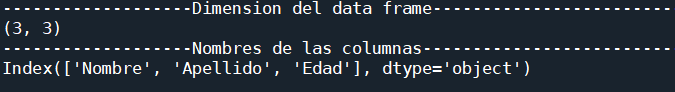 -------------------Dimension del data frame------------------------
(3, 3)
-------------------Nombres de las columnas-------------------------
Index(['Nombre', 'Apellido', 'Edad'], dtype='object')